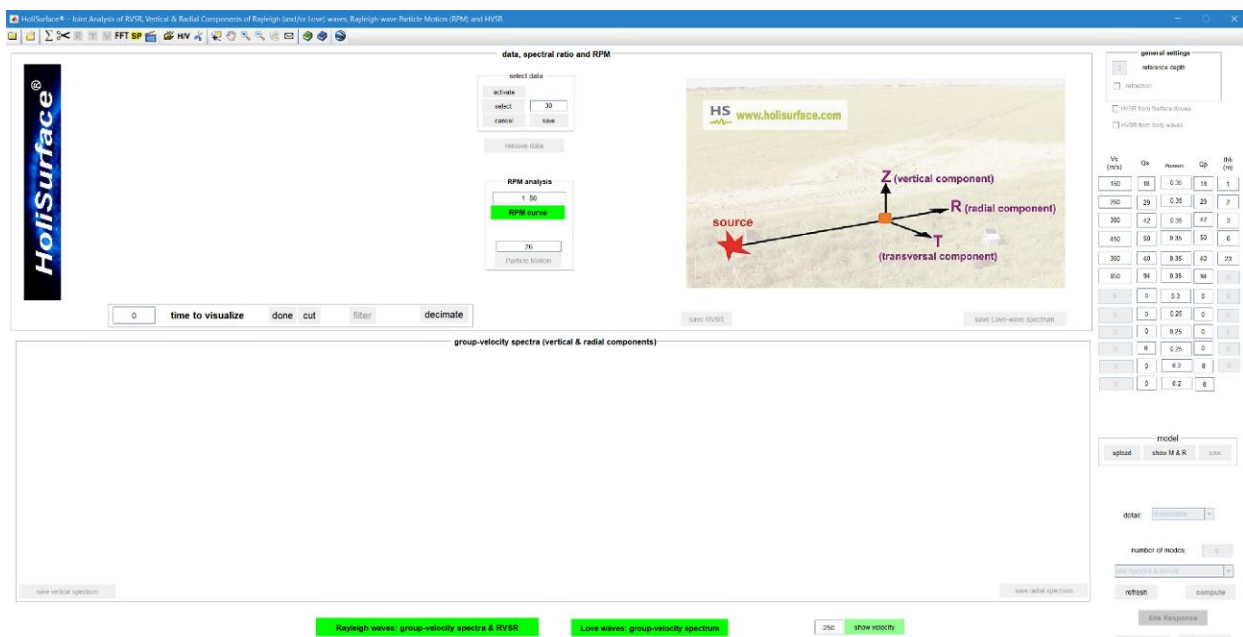 HoliSurface® - Joint Analysis of RVSR, Vertical & Radial Components of Rayleigh (and/or Love) waves, Rayleigh-wave Particle Motion (RPM) and HVSR
FFT SP H/V
data, spectral ratio and RPM
HoliSurface®
select data
activate
select 30
cancel save
remove data
RPM analysis
1 50
RPM curve
26
Particle Motion
HS www.holisurface.com
Z (vertical component)
R (radial component)
T
(transversal component)
source
0 time to visualize done cut filter decimate
save RVSR save Love-wave spectrum
group-velocity spectra (vertical & radial components)
save vertical spectrum save radial spectrum
Rayleigh waves: group-velocity spectra & RVSR Love waves: group-velocity spectrum 250 show velocity
general settings
0 reference depth
refraction
HVSR from Surface Waves
HVSR from body waves
Vs (m/s) Qs Poisson Qp thk (m)
18 0.35 18 1
29 0.35 29 2
42 0.35 42 3
450 50 0.35 50 6
360 40 0.35 40 23
94 0.35 94
0 0.3 0
0 0.25 0
0 0.25 0
0 0.25 0
0 0.2 0
0 0.2 0
model
upload show M & R save
detail:
number of modes:
refresh compute
Site Response